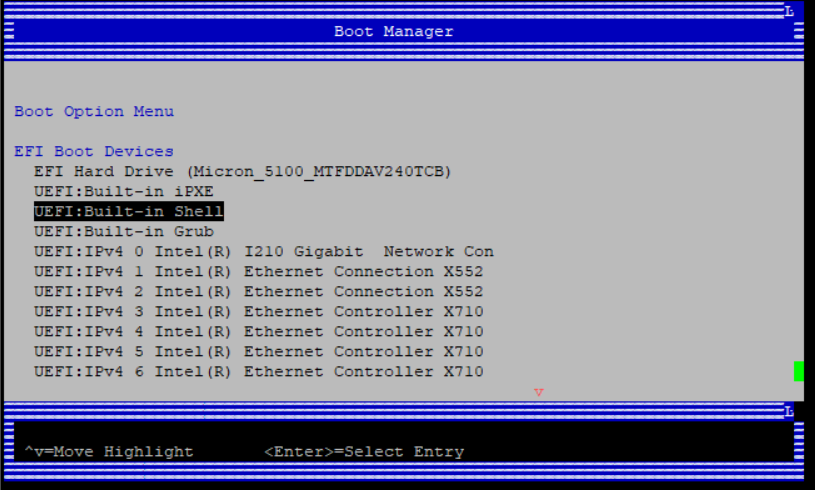 Boot Manager
Boot Option Menu
EFI Boot Devices
EFI Hard Drive (Micron_5100_MTFDDAV240TCB)
UEFI:Built-in iPXE
UEFI:Built-in Shell
UEFI:Built-in Grub
UEFI:IPv4 0 Intel(R) I210 Gigabit  Network Con
UEFI:IPv4 1 Intel(R) Ethernet Connection X552
UEFI:IPv4 2 Intel(R) Ethernet Connection X552
UEFI:IPv4 3 Intel(R) Ethernet Controller X710
UEFI:IPv4 4 Intel(R) Ethernet Controller X710
UEFI:IPv4 5 Intel(R) Ethernet Controller X710
UEFI:IPv4 6 Intel(R) Ethernet Controller X710
^v=Move Highlight       <Enter>=Select Entry